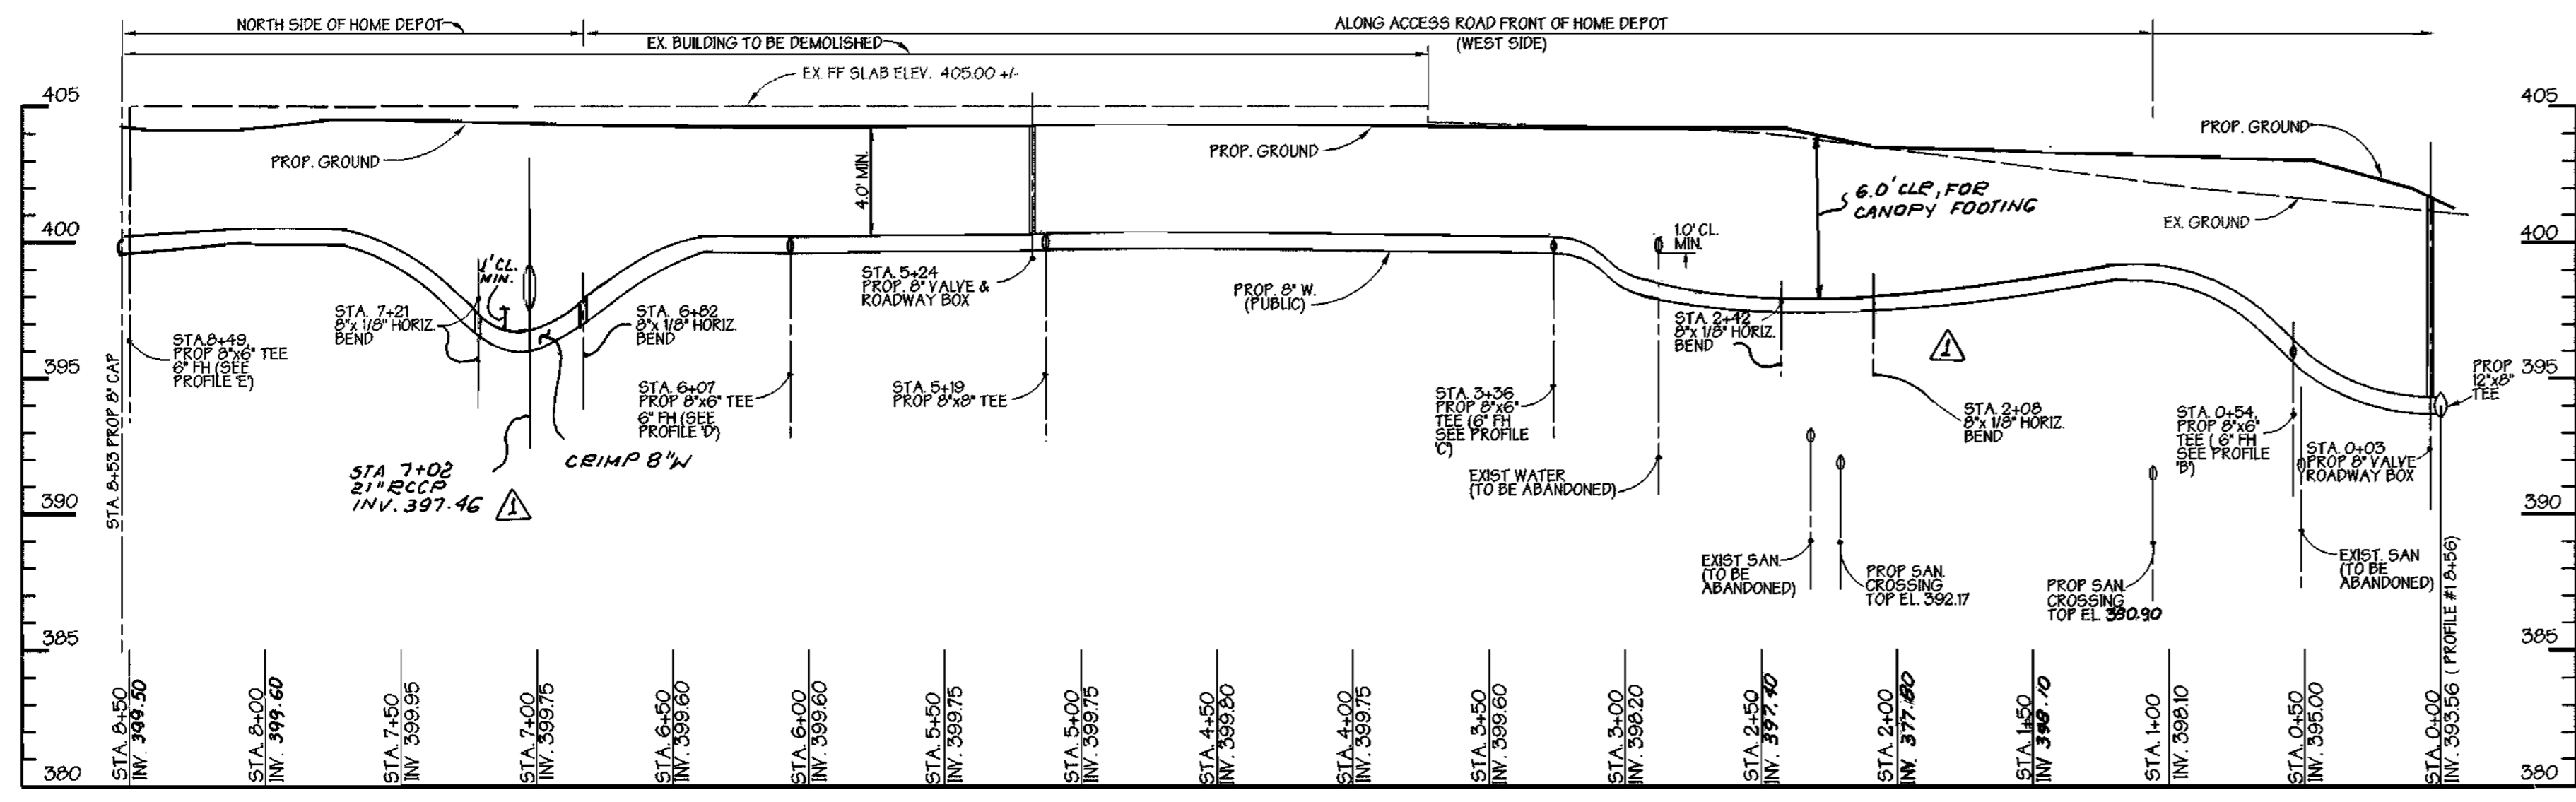 NORTH SIDE OF HOME DEPOT
ALONG ACCESS ROAD FRONT OF HOME DEPOT
(WEST SIDE)
EX. BUILDING TO BE DEMOLISHED
EX. FF SLAB ELEV. 405.00 +/-
405
405
PROP. GROUND
PROP. GROUND
PROP. GROUND
4.0' MIN.
6.0' CLR, FOR
CANOPY FOOTING
EX. GROUND
400
400
1' CL.
MIN.
1.0' CL.
MIN.
STA. 8+53 PROP 8" CAP
STA. 8+49,
PROP 8"x6" TEE
6" FH (SEE
PROFILE 'E')
STA. 7+21
8"x 1/8" HORIZ.
BEND
STA. 6+82
8"x 1/8" HORIZ.
BEND
STA. 5+24
PROP. 8" VALVE &
ROADWAY BOX
PROP. 8" W.
(PUBLIC)
STA. 2+42
8"x 1/8" HORIZ.
BEND
1
395
395
STA. 6+07
PROP 8"x6" TEE
6" FH (SEE
PROFILE 'D')
STA. 5+19
PROP 8"x8" TEE
STA. 3+36
PROP 8"x6"
TEE (6" FH
SEE PROFILE
'C')
STA. 2+08
8"x 1/8" HORIZ.
BEND
STA. 0+54,
PROP 8"x6"
TEE ( 6" FH
SEE PROFILE
'B')
STA. 0+03
PROP 8" VALVE
ROADWAY BOX
PROP
12"x8"
TEE
STA 7+02
21" RCCP
INV. 397.46
1
CRIMP 8"W
EXIST WATER
(TO BE ABANDONED)
390
390
EXIST SAN.
(TO BE
ABANDONED)
PROP SAN.
CROSSING
TOP EL. 392.17
PROP SAN
CROSSING
TOP EL. 390.90
EXIST. SAN
(TO BE
ABANDONED)
385
385
STA. 8+50
INV. 399.50
STA. 8+00
INV. 399.60
STA. 7+50
INV. 399.95
STA. 7+00
INV. 399.75
STA. 6+50
INV. 399.60
STA. 6+00
INV. 399.60
STA. 5+50
INV. 399.75
STA. 5+00
INV. 399.75
STA. 4+50
INV. 399.80
STA. 4+00
INV. 399.75
STA. 3+50
INV. 399.60
STA. 3+00
INV. 398.20
STA. 2+50
INV. 397.40
STA. 2+00
INV. 377.80
STA. 1+50
INV 398.10
STA. 1+00
INV. 398.10
STA. 0+50
INV. 395.00
STA. 0+00
INV. 393.56 ( PROFILE #1 8+56)
380
380